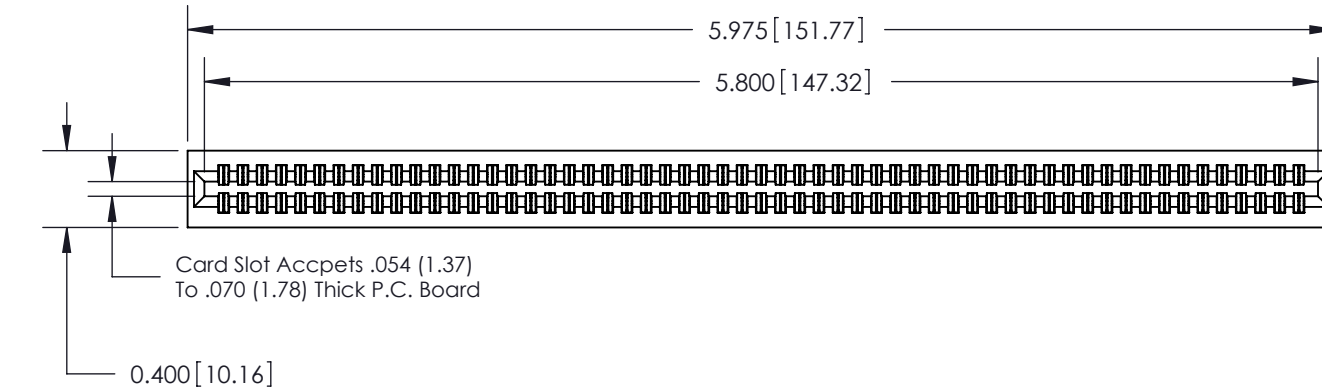 5.975[151.77]
5.800[147.32]
Card Slot Accpets .054 (1.37)
To .070 (1.78) Thick P.C. Board
0.400[10.16]